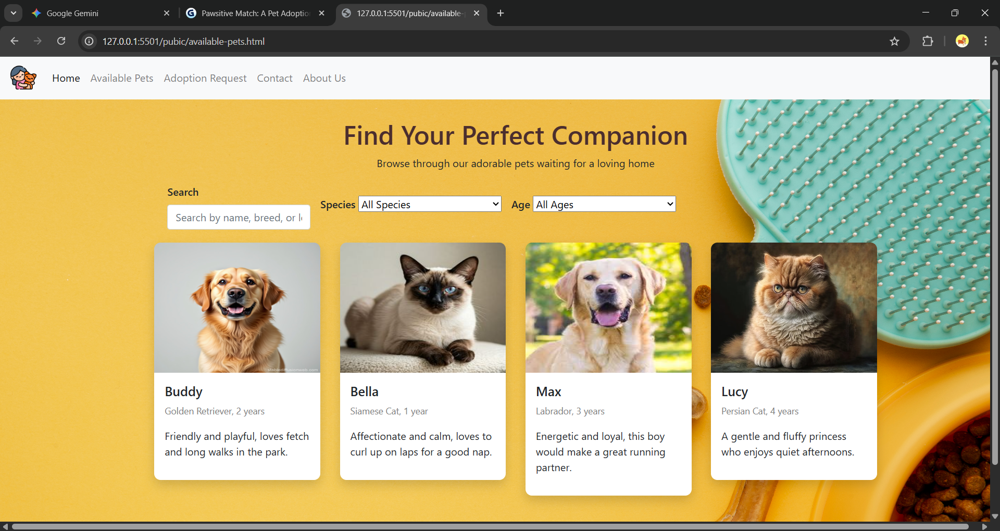 Google Gemini
Pawsitive Match: A Pet Adoptio
127.0.0.1:5501/pubic/available-
127.0.0.1:5501/pubic/available-pets.html
Home Available Pets Adoption Request Contact About Us
Find Your Perfect Companion
Browse through our adorable pets waiting for a loving home
Search
Search by name, breed, or l
Species All Species
Age All Ages
stablediffusionweb.com
Buddy
Golden Retriever, 2 years
Friendly and playful, loves fetch
and long walks in the park.
Bella
Siamese Cat, 1 year
Affectionate and calm, loves to
curl up on laps for a good nap.
Max
Labrador, 3 years
Energetic and loyal, this boy
would make a great running
partner.
Lucy
Persian Cat, 4 years
A gentle and fluffy princess
who enjoys quiet afternoons.